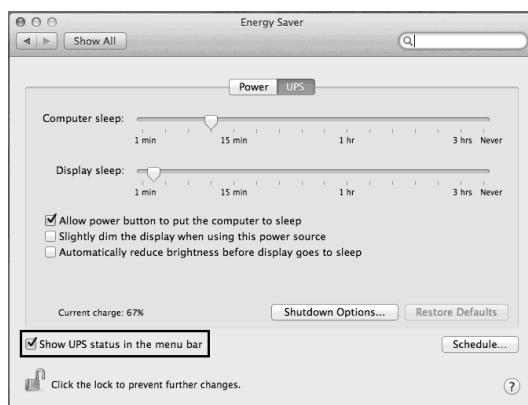 Energy Saver
Show All
Power UPS
Computer sleep:
1 min 15 min 1 hr 3 hrs Never
Display sleep:
1 min 15 min 1 hr 3 hrs Never
Allow power button to put the computer to sleep
Slightly dim the display when using this power source
Automatically reduce brightness before display goes to sleep
Current charge: 67% Shutdown Options... Restore Defaults
Show UPS status in the menu bar Schedule...
Click the lock to prevent further changes. ?